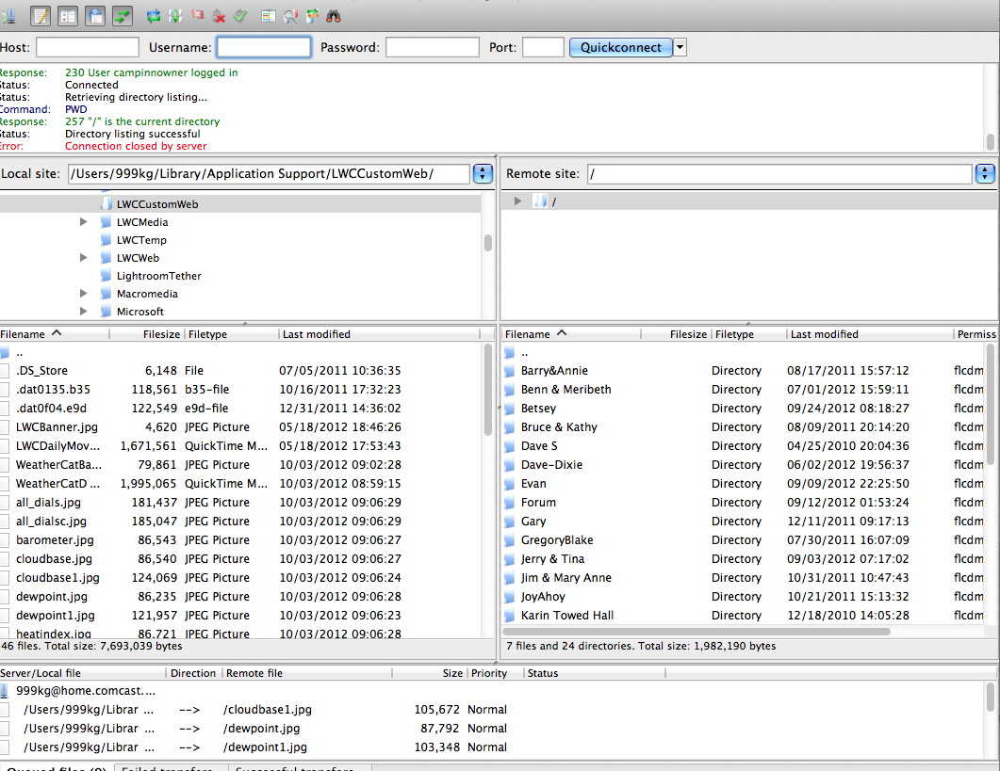 Host: Username: Password: Port: Quickconnect
Response: 230 User campinnowner logged in
Status: Connected
Status: Retrieving directory listing...
Command: PWD
Response: 257 "/" is the current directory
Status: Directory listing successful
Error: Connection closed by server
Local site: /Users/999kg/Library/Application Support/LWCCustomWeb/
LWCCustomWeb
LWCMedia
LWCTemp
LWCWeb
LightroomTether
Macromedia
Microsoft
Remote site: /
/
Filename Filesize Filetype Last modified
..
.DS_Store 6,148 File 07/05/2011 10:36:35
.dat0135.b35 118,561 b35-file 10/16/2011 17:32:23
.dat0f04.e9d 122,549 e9d-file 12/31/2011 14:36:02
LWCBanner.jpg 4,620 JPEG Picture 05/18/2012 18:46:26
LWCDailyMov... 1,671,561 QuickTime M... 05/18/2012 17:53:43
WeatherCatBa... 79,861 JPEG Picture 10/03/2012 09:02:28
WeatherCatD ... 1,995,065 QuickTime M... 10/03/2012 08:59:15
all_dials.jpg 181,437 JPEG Picture 10/03/2012 09:06:29
all_dialsc.jpg 185,047 JPEG Picture 10/03/2012 09:06:29
barometer.jpg 86,543 JPEG Picture 10/03/2012 09:06:27
cloudbase.jpg 86,540 JPEG Picture 10/03/2012 09:06:28
cloudbase1.jpg 124,069 JPEG Picture 10/03/2012 09:06:24
dewpoint.jpg 86,235 JPEG Picture 10/03/2012 09:06:28
dewpoint1.jpg 121,957 JPEG Picture 10/03/2012 09:06:23
heatindex.jpg 86,721 JPEG Picture 10/03/2012 09:06:28
46 files. Total size: 7,693,039 bytes
Filename Filesize Filetype Last modified Permiss
..
Barry&Annie Directory 08/17/2011 15:57:12 flcdm
Benn & Meribeth Directory 07/01/2012 15:59:11 flcdm
Betsey Directory 09/24/2012 08:18:27 flcdm
Bruce & Kathy Directory 08/09/2011 20:14:20 flcdm
Dave S Directory 04/25/2010 20:04:36 flcdm
Dave-Dixie Directory 06/02/2012 19:56:37 flcdm
Evan Directory 09/09/2012 22:25:50 flcdm
Forum Directory 09/12/2012 01:53:24 flcdm
Gary Directory 12/11/2011 09:17:13 flcdm
GregoryBlake Directory 07/30/2011 16:07:09 flcdm
Jerry & Tina Directory 09/03/2012 07:17:02 flcdm
Jim & Mary Anne Directory 10/31/2011 10:47:43 flcdm
JoyAhoy Directory 10/21/2011 15:13:32 flcdm
Karin Towed Hall Directory 12/18/2010 14:05:28 flcdm
7 files and 24 directories. Total size: 1,982,190 bytes
Server/Local file Direction Remote file Size Priority Status
999kg@home.comcast....
/Users/999kg/Librar ... --> /cloudbase1.jpg 105,672 Normal
/Users/999kg/Librar ... --> /dewpoint.jpg 87,792 Normal
/Users/999kg/Librar ... --> /dewpoint1.jpg 103,348 Normal
Queued files Failed transfers Successful transfers